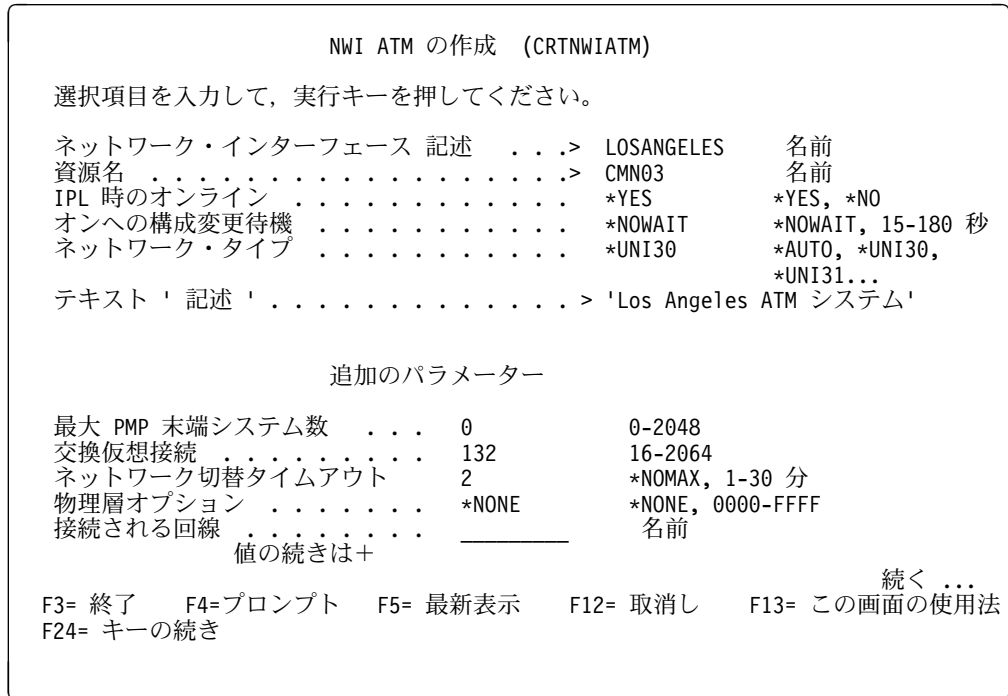 NWI ATM の作成 (CRTNWIATM)
選択項目を入力して, 実行キーを押してください。
ネットワーク・インターフェース 記述 . . .> LOSANGELES 名前
資源名 . . . . . . . . . . . . . . . . . .> CMN03 名前
IPL 時のオンライン . . . . . . . . . . . . *YES *YES, *NO
オンへの構成変更待機 . . . . . . . . . . . *NOWAIT *NOWAIT, 15-180 秒
ネットワーク・タイプ . . . . . . . . . . . *UNI30 *AUTO, *UNI30,
*UNI31...
テキスト ' 記述 ' . . . . . . . . . . . . . . > 'Los Angeles ATM システム'
追加のパラメーター
最大 PMP 末端システム数 . . . 0 0-2048
交換仮想接続 . . . . . . . . . 132 16-2064
ネットワーク切替タイムアウト 2 *NOMAX, 1-30 分
物理層オプション . . . . . . . *NONE *NONE, 0000-FFFF
接続される回線 . . . . . . . . __________ 名前
値の続きは＋
続く ...
F3= 終了 F4=プロンプト F5= 最新表示 F12= 取消し F13= この画面の使用法
F24= キーの続き